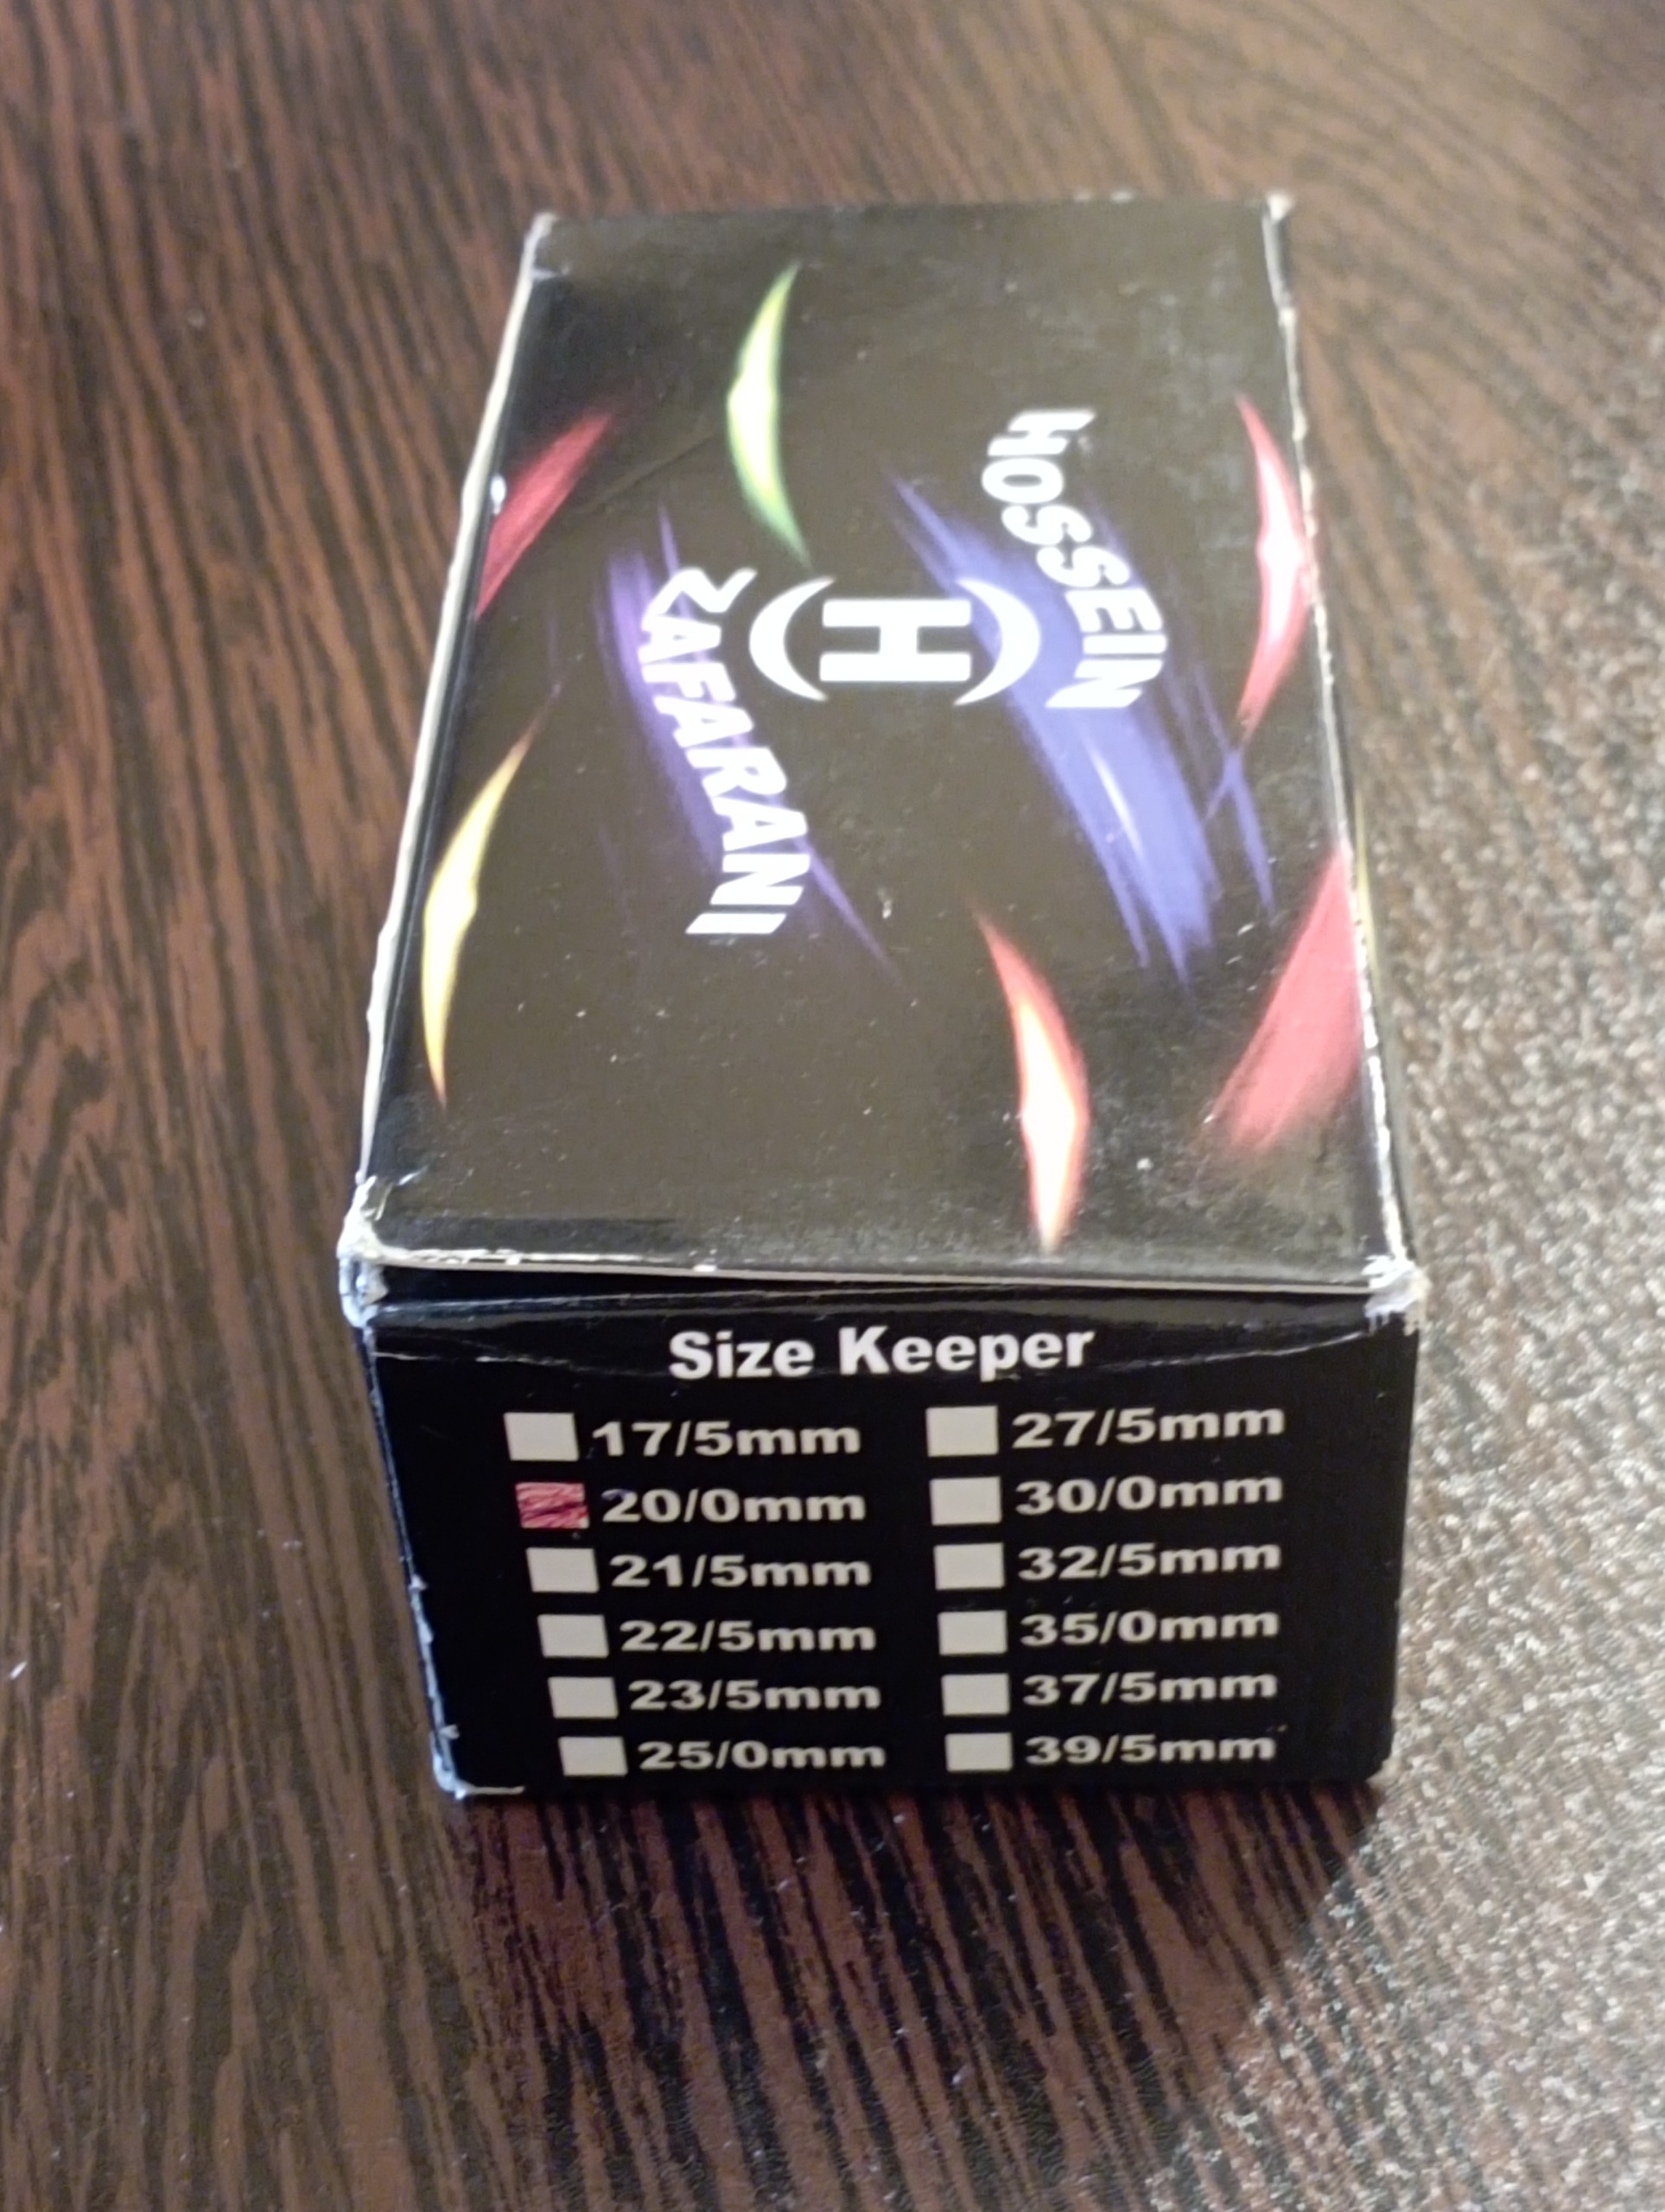 HOSSEIN
(H)
ZAFARANI
Size Keeper
17/5mm
20/0mm
21/5mm
22/5mm
23/5mm
25/0mm
27/5mm
30/0mm
32/5mm
35/0mm
37/5mm
39/5mm